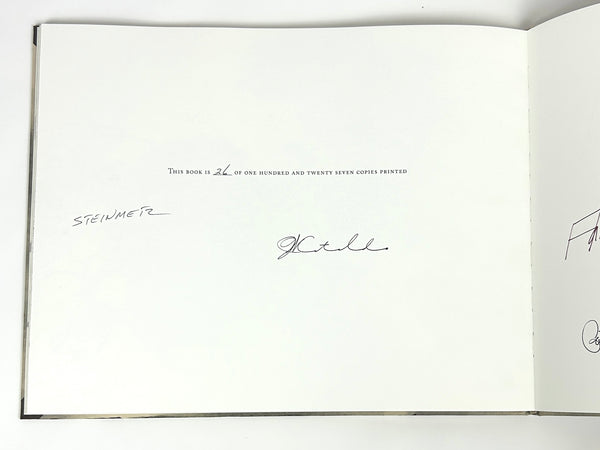 THIS BOOK IS 26 OF ONE HUNDRED AND TWENTY SEVEN COPIES PRINTED
STEINMETZ